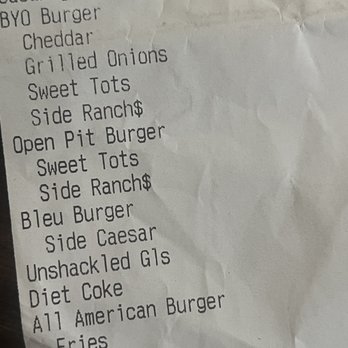 BYO Burger
Cheddar
Grilled Onions
Sweet Tots
Side Ranch$
Open Pit Burger
Sweet Tots
Side Ranch$
Bleu Burger
Side Caesar
Unshackled Gls
Diet Coke
All American Burger
Fries